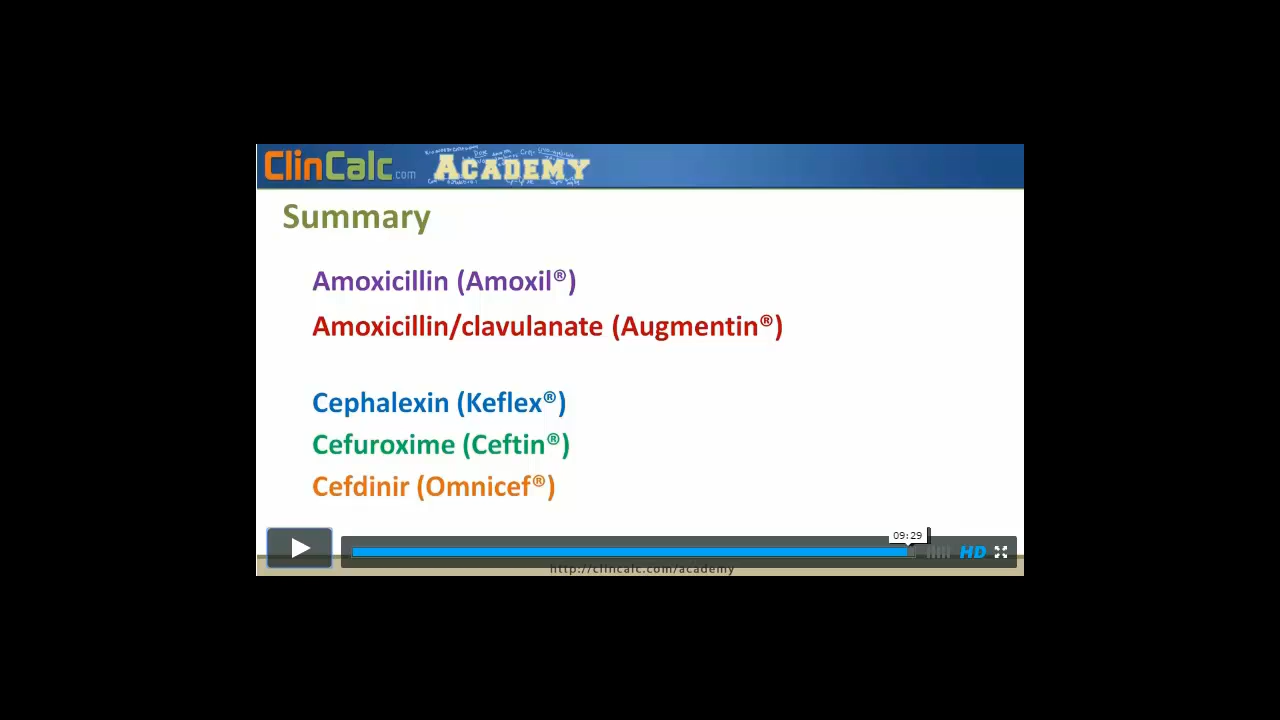 ClinCalc.com ACADEMY
Summary
Amoxicillin (Amoxil®)
Amoxicillin/clavulanate (Augmentin®)
Cephalexin (Keflex®)
Cefuroxime (Ceftin®)
Cefdinir (Omnicef®)
09:29
HD
http://clincalc.com/academy